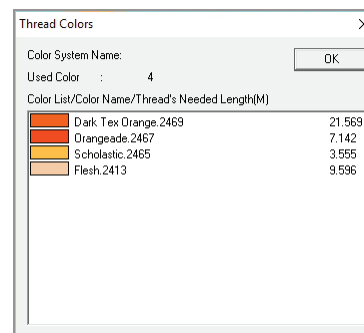 Thread Colors
Color System Name:
OK
Used Color : 4
Color List/Color Name/Thread's Needed Length(M)
Dark Tex Orange.2469 21.569
Orangeade.2467 7.142
Scholastic.2465 3.555
Flesh.2413 9.596